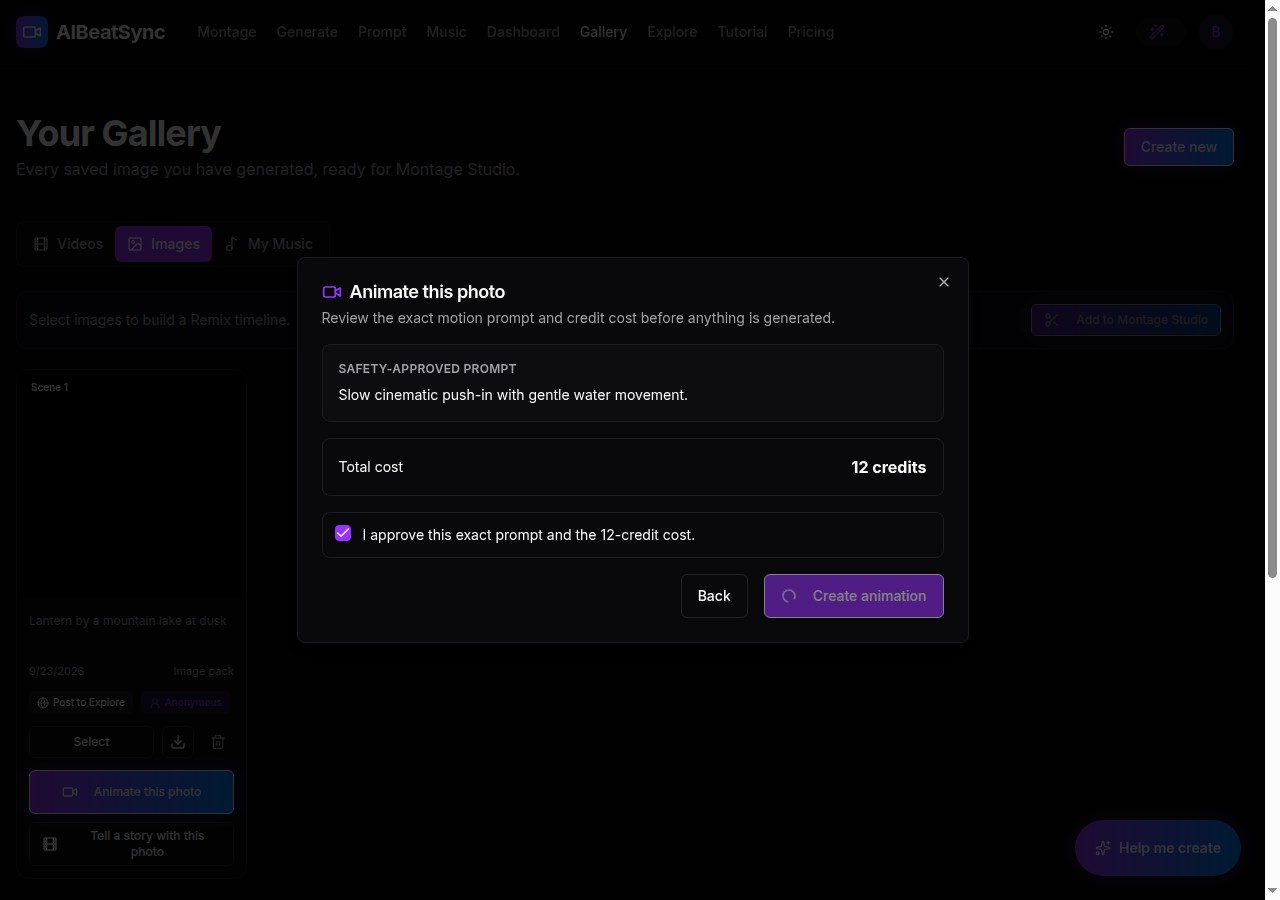 AIBeatSync
Montage Generate Prompt Music Dashboard Gallery Explore Tutorial Pricing
B
Your Gallery
Every saved image you have generated, ready for Montage Studio.
Create new
Videos Images My Music
Select images to build a Remix timeline.
Add to Montage Studio
Animate this photo
Review the exact motion prompt and credit cost before anything is generated.
SAFETY-APPROVED PROMPT
Slow cinematic push-in with gentle water movement.
Total cost 12 credits
I approve this exact prompt and the 12-credit cost.
Back Create animation
Scene 1
Lantern by a mountain lake at dusk
9/23/2026 Image pack
Post to Explore Anonymous
Select
Animate this photo
Tell a story with this
photo
Help me create